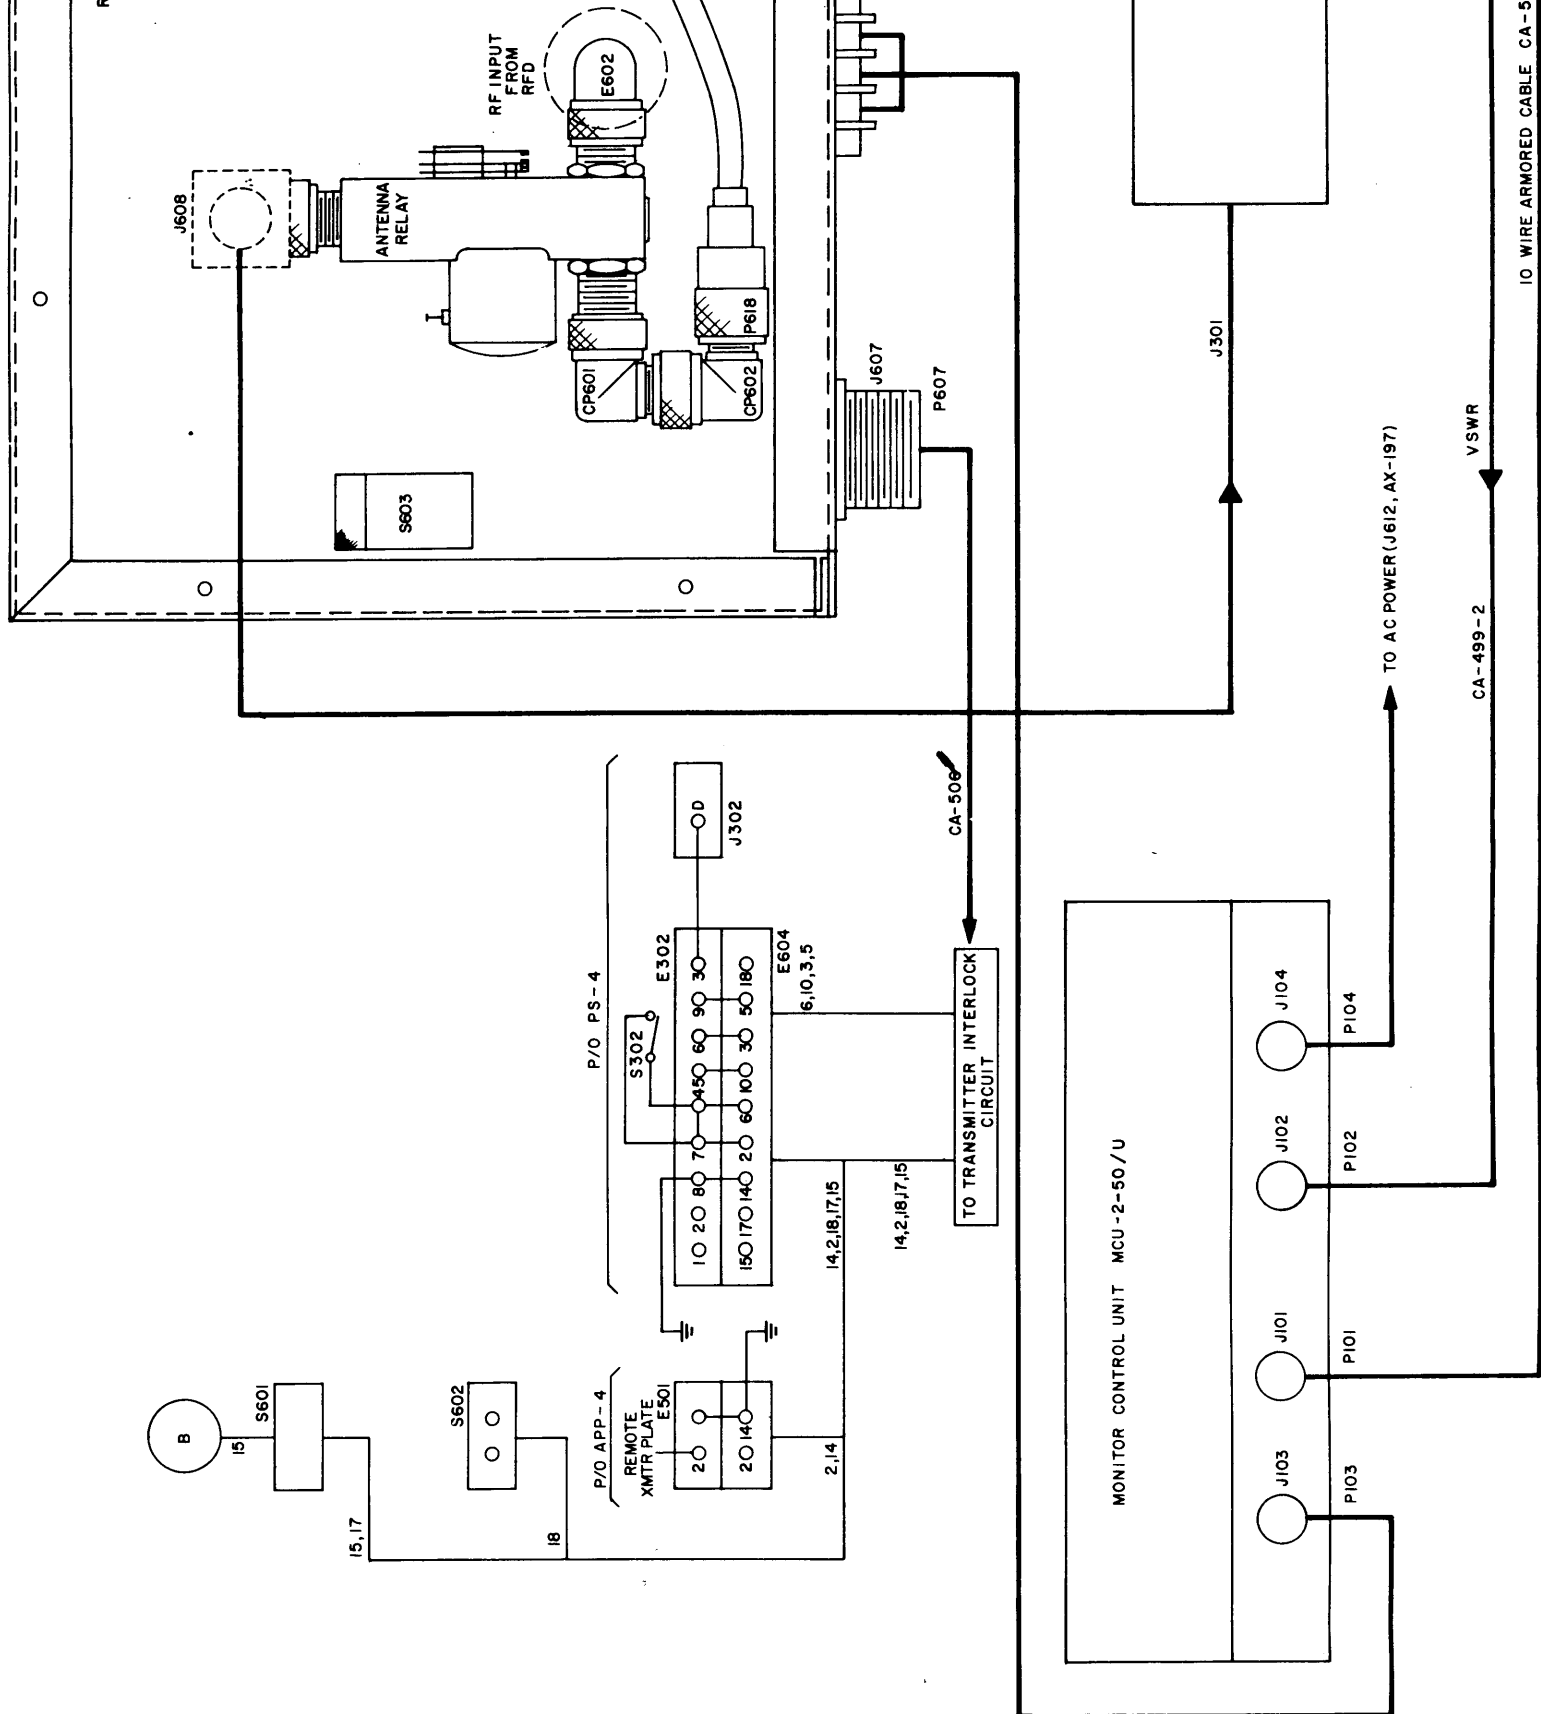 R
J608
ANTENNA
RELAY
RF INPUT
FROM
RFD
E602
CP601
CP602
P618
S603
J607
P607
J301
10 WIRE ARMORED CABLE CA-5
VSWR
CA-499-2
TO AC POWER (J612, AX-197)
CA-506
P/O PS-4
J302
D
E302
S302
1 2 8 7 4 5 6 9 3
15 17 14 2 6 10 3 5 18
E604
6,10,3,5
14,2,18,17,15
14,2,18,17,15
TO TRANSMITTER INTERLOCK
CIRCUIT
B
15
S601
15,17
S602
18
P/O APP-4
REMOTE
XMTR PLATE
E501
2
2 14
2,14
MONITOR CONTROL UNIT MCU-2-50/U
J103
J101
J102
J104
P103
P101
P102
P104